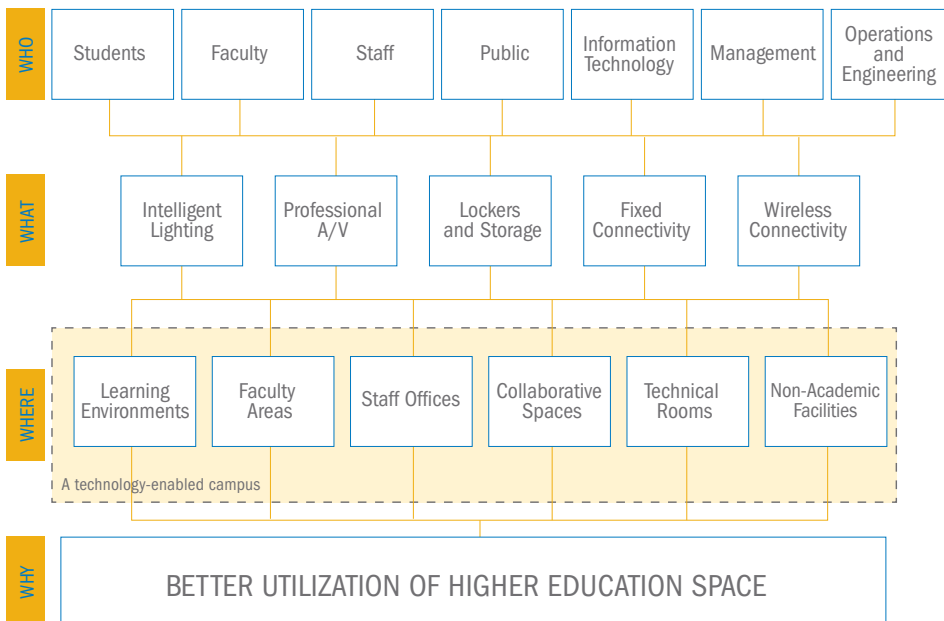 WHO
Students
Faculty
Staff
Public
Information
Technology
Management
Operations
and
Engineering
WHAT
Intelligent
Lighting
Professional
A/V
Lockers
and Storage
Fixed
Connectivity
Wireless
Connectivity
WHERE
Learning
Environments
Faculty
Areas
Staff Offices
Collaborative
Spaces
Technical
Rooms
Non-Academic
Facilities
A technology-enabled campus
WHY
BETTER UTILIZATION OF HIGHER EDUCATION SPACE